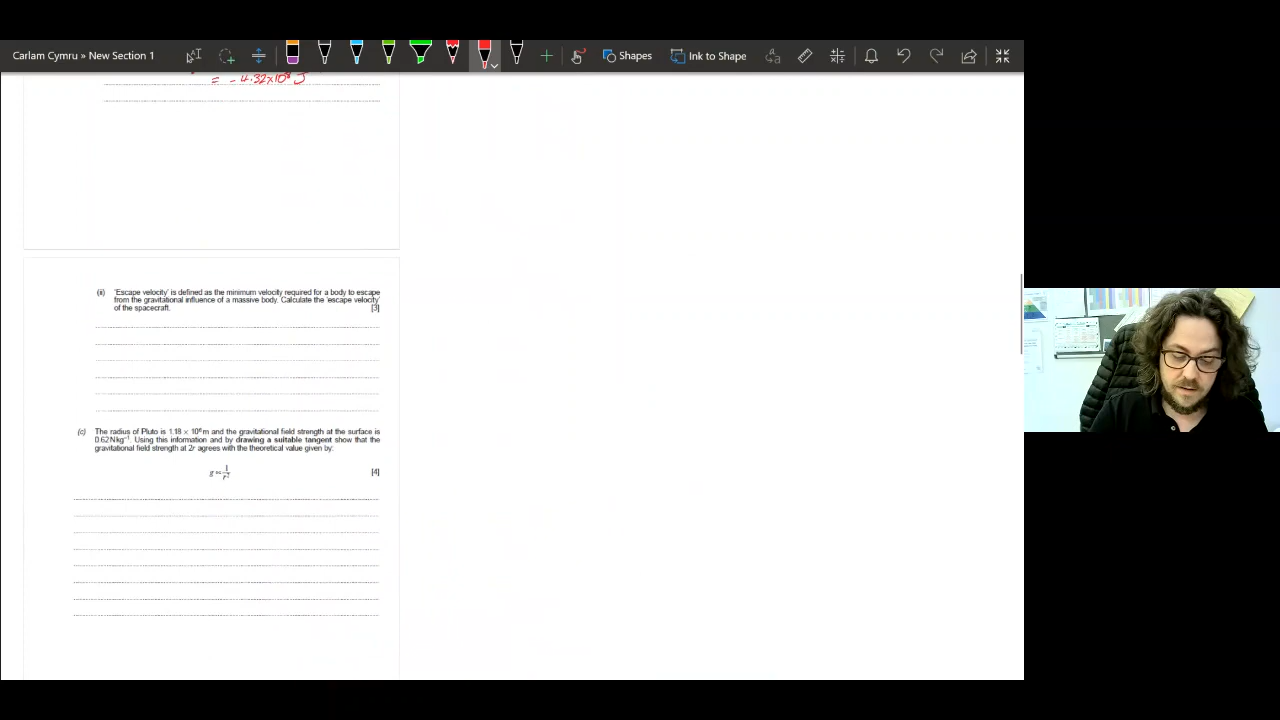 Carlam Cymru » New Section 1
Shapes
Ink to Shape
= - 4.32x10⁸ J
(ii) 'Escape velocity' is defined as the minimum velocity required for a body to escape
from the gravitational influence of a massive body. Calculate the 'escape velocity'
of the spacecraft. [3]
(c) The radius of Pluto is 1.18 × 10⁶ m and the gravitational field strength at the surface is
0.62 N kg⁻¹. Using this information and by drawing a suitable tangent show that the
gravitational field strength at 2r agrees with the theoretical value given by:
g ∝ 1/r² [4]